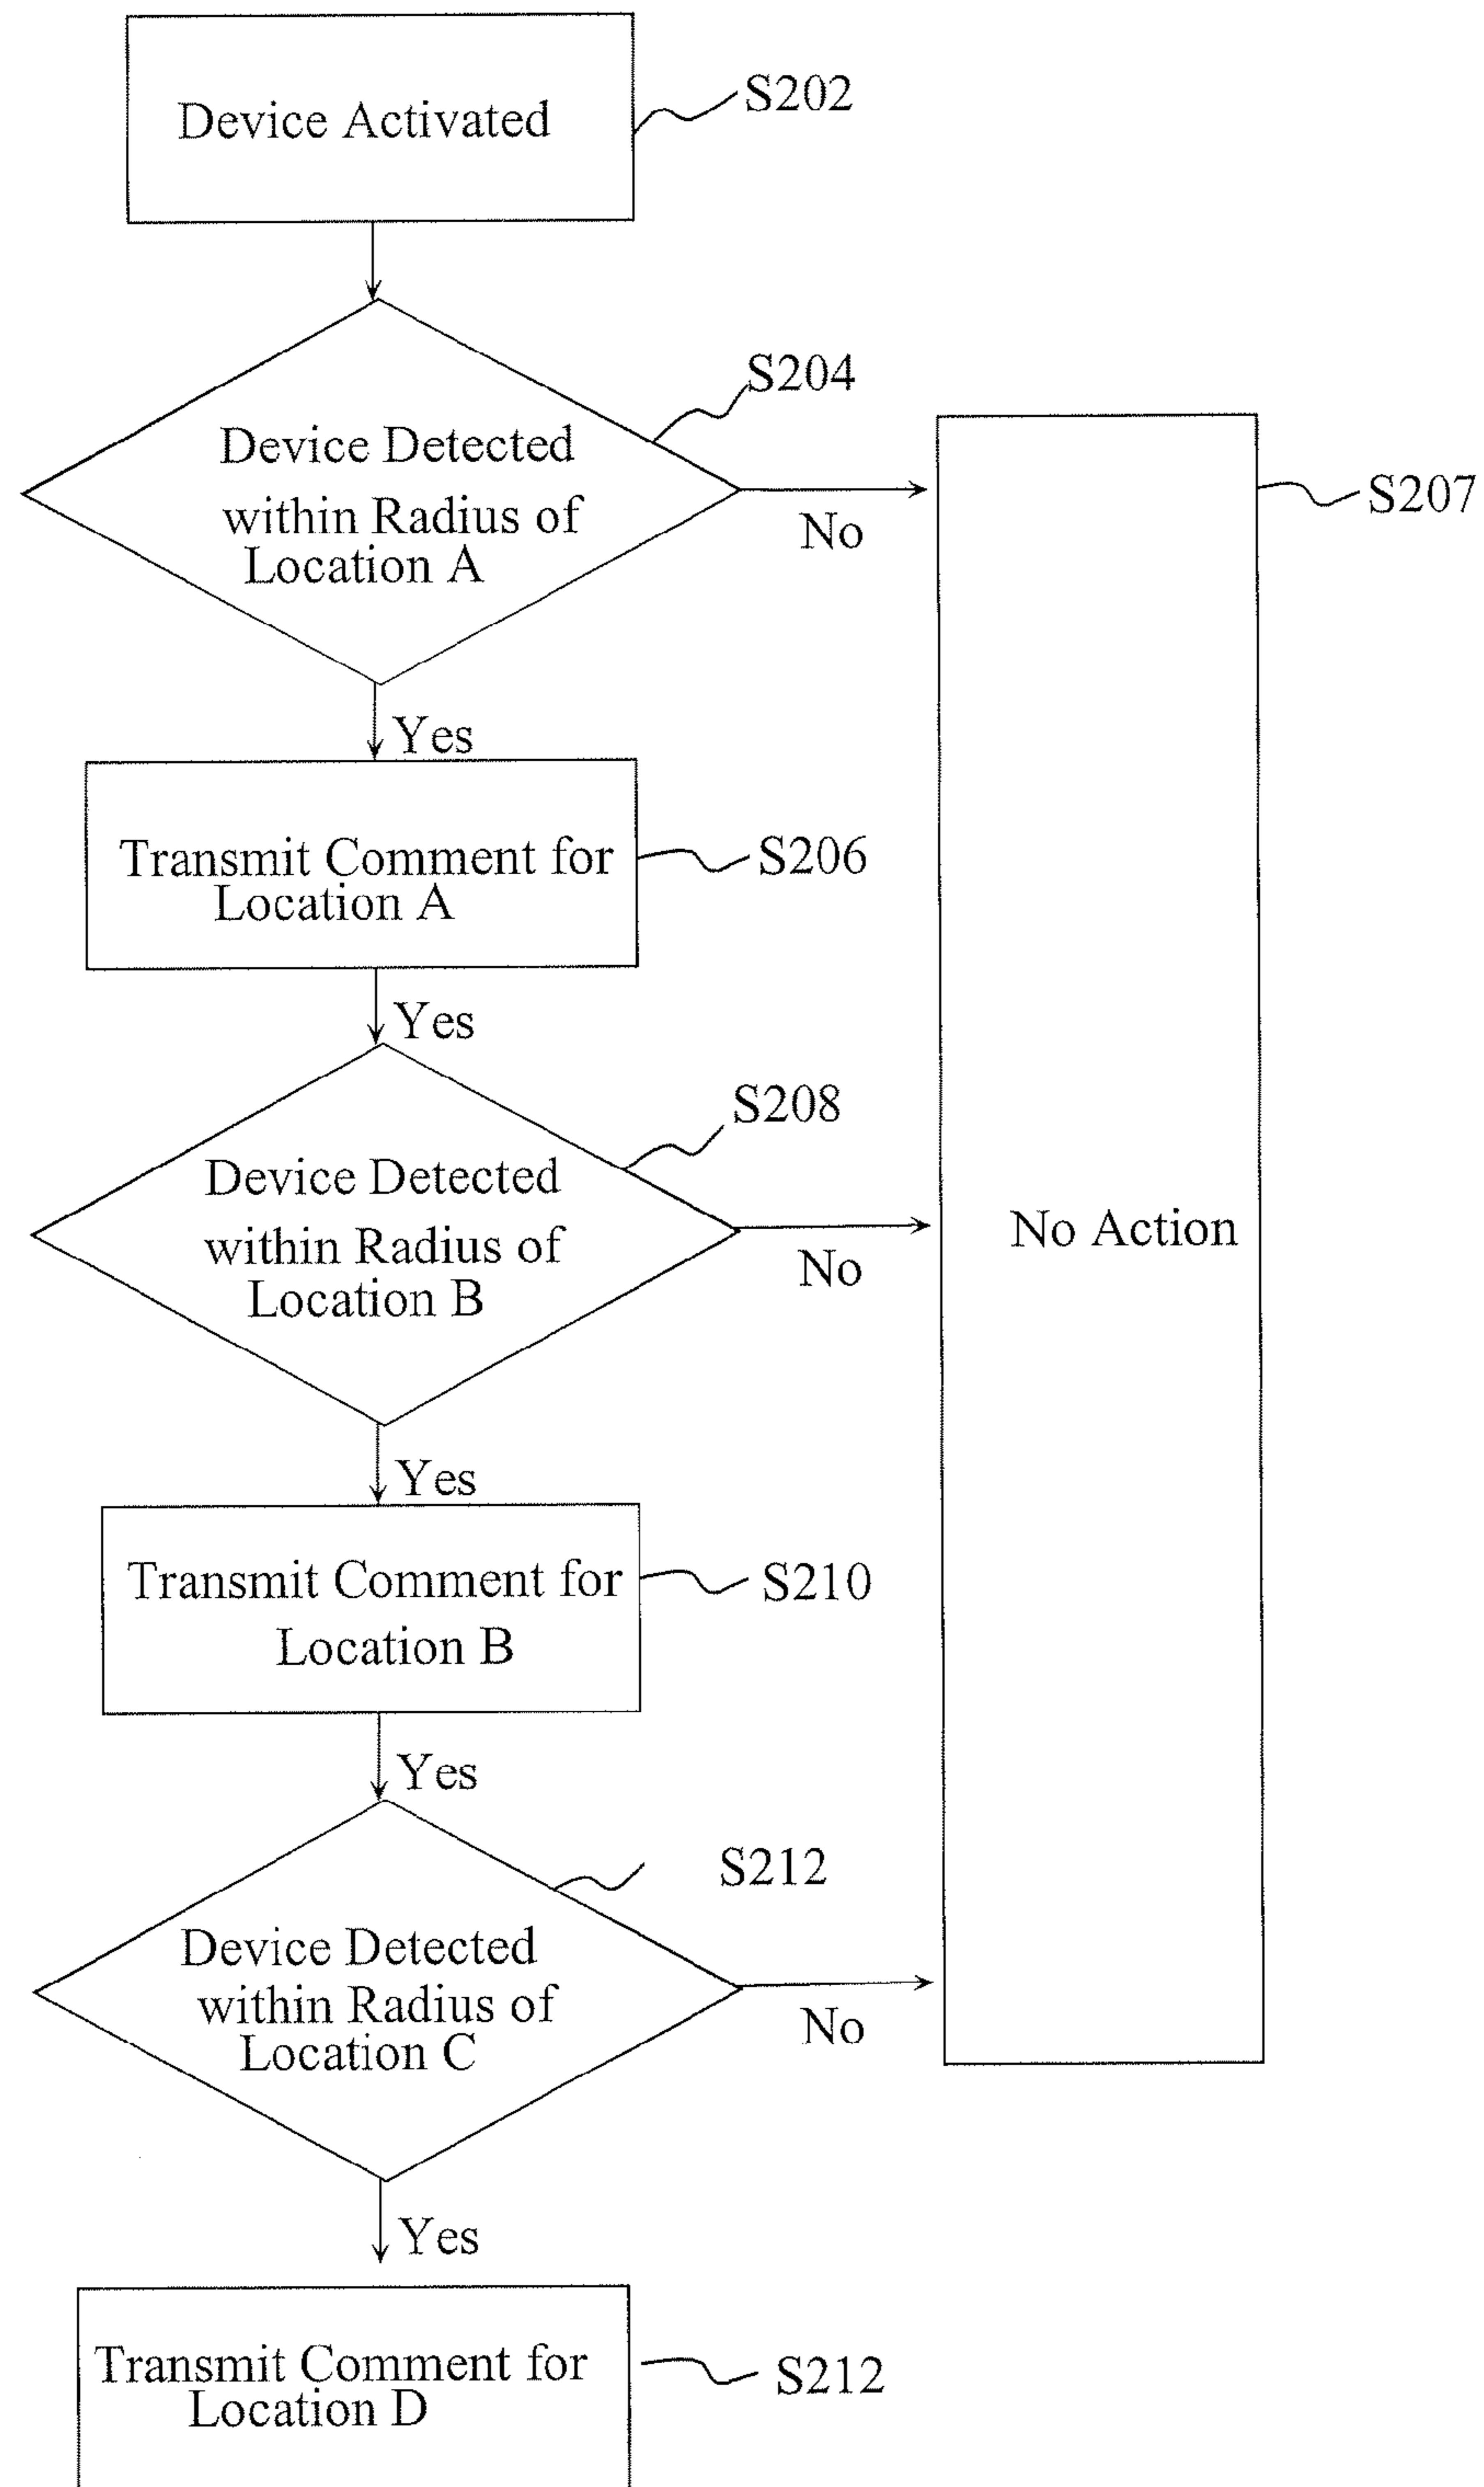 Device Activated
S202
S204
Device Detected
within Radius of
Location A
No
S207
Yes
Transmit Comment for
Location A
S206
Yes
S208
Device Detected
within Radius of
Location B
No
No Action
Yes
Transmit Comment for
Location B
S210
Yes
S212
Device Detected
within Radius of
Location C
No
Yes
Transmit Comment for
Location D
S212